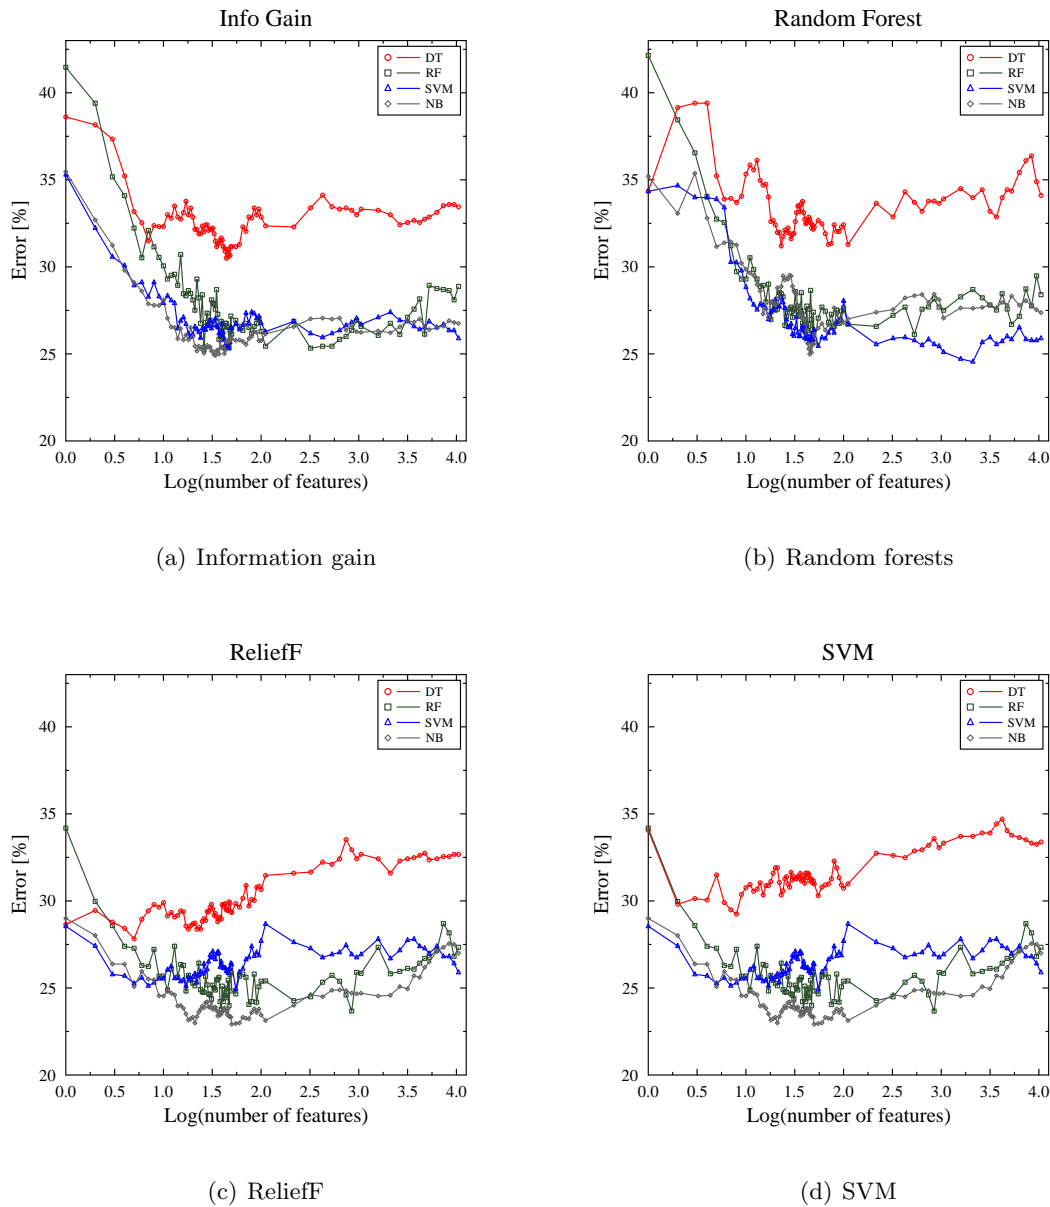 Info Gain
Error [%]
40
35
30
25
20
0.0 0.5 1.0 1.5 2.0 2.5 3.0 3.5 4.0
Log(number of features)
DT
RF
SVM
NB
(a) Information gain
Random Forest
Error [%]
40
35
30
25
20
0.0 0.5 1.0 1.5 2.0 2.5 3.0 3.5 4.0
Log(number of features)
DT
RF
SVM
NB
(b) Random forests
ReliefF
Error [%]
40
35
30
25
20
0.0 0.5 1.0 1.5 2.0 2.5 3.0 3.5 4.0
Log(number of features)
DT
RF
SVM
NB
(c) ReliefF
SVM
Error [%]
40
35
30
25
20
0.0 0.5 1.0 1.5 2.0 2.5 3.0 3.5 4.0
Log(number of features)
DT
RF
SVM
NB
(d) SVM